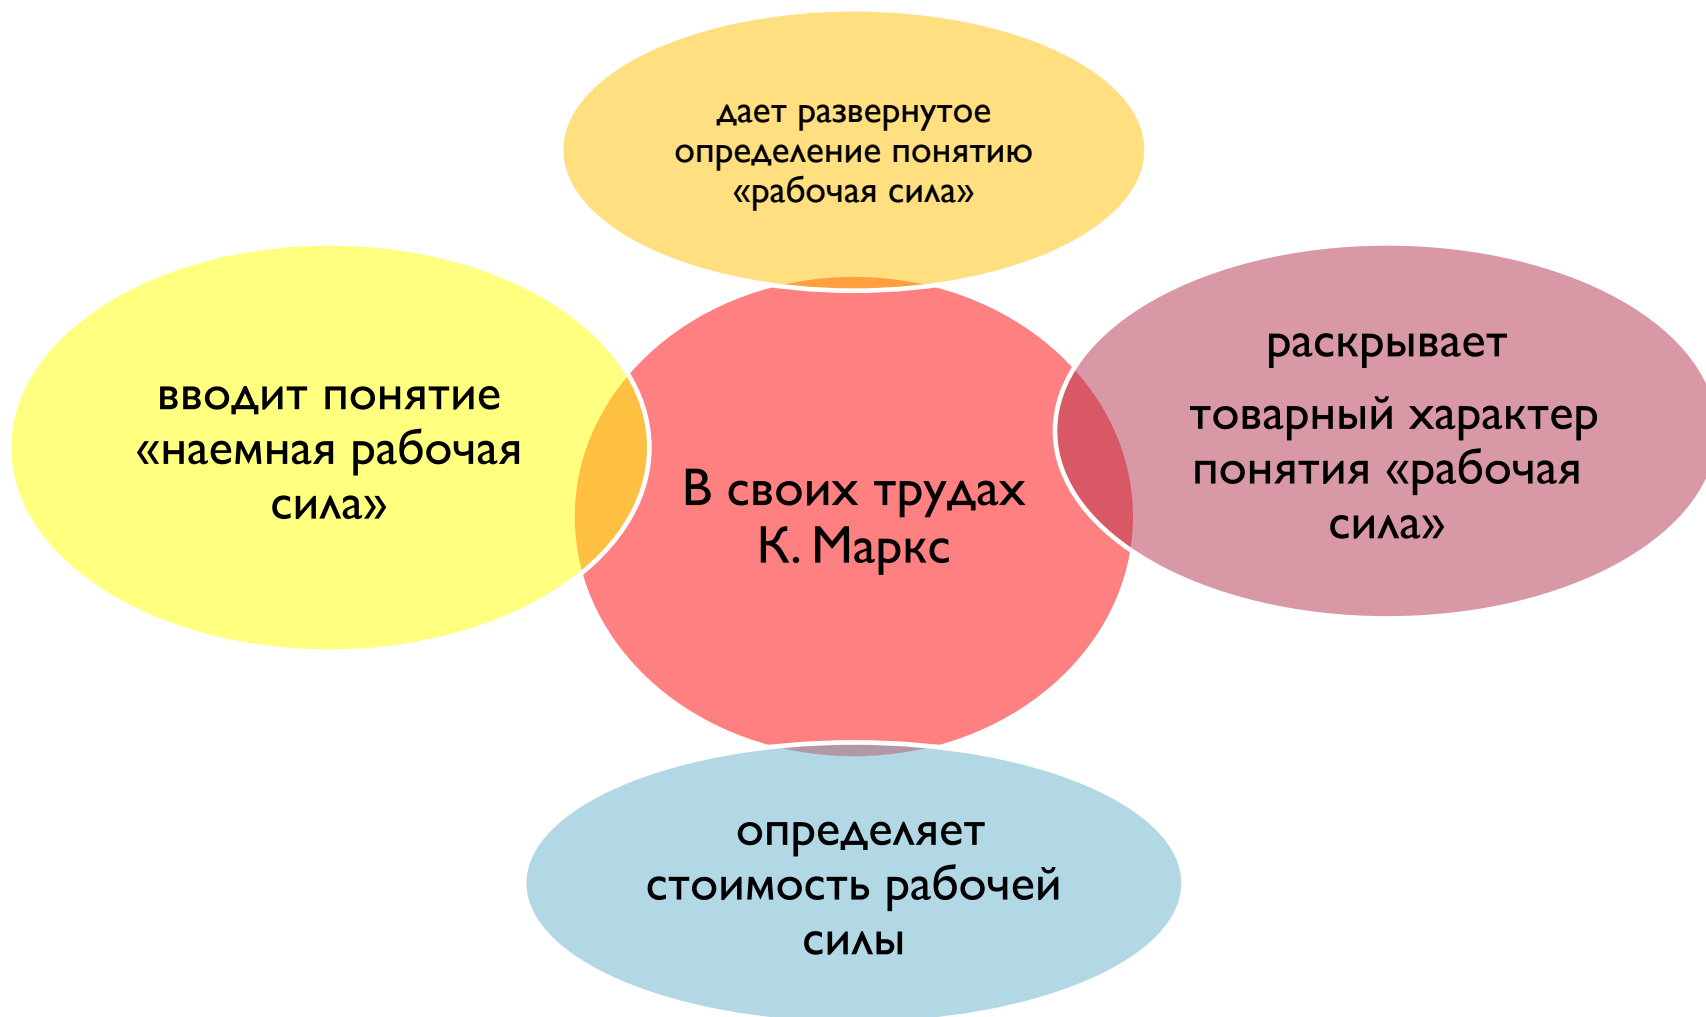 дает развернутое
определение понятию
«рабочая сила»
вводит понятие
«наемная рабочая
сила»
В своих трудах
К. Маркс
раскрывает
товарный характер
понятия «рабочая
сила»
определяет
стоимость рабочей
силы